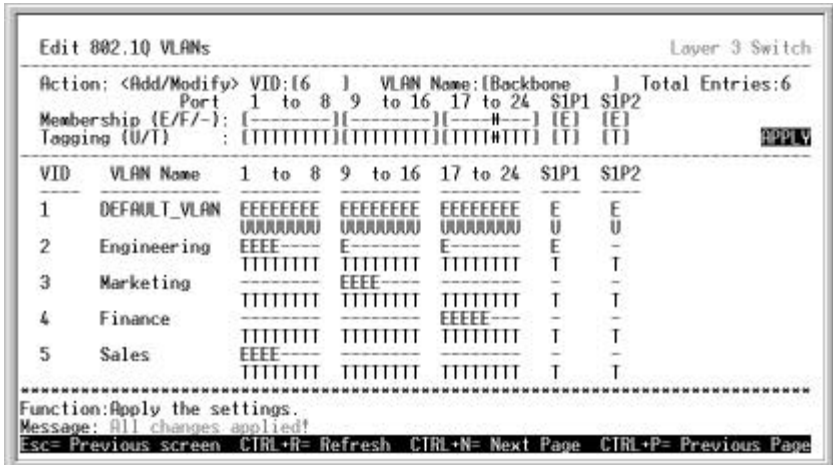 Edit 802.1Q VLANs Layer 3 Switch
Action: <Add/Modify> VID:[6 ] VLAN Name:[Backbone ] Total Entries:6
Port 1 to 8 9 to 16 17 to 24 S1P1 S1P2
Membership (E/F/-): [--------][--------][----#---] [E] [E]
Tagging (U/T) : [TTTTTTTT][TTTTTTTT][TTTT#TTT] [T] [T] APPLY
VID VLAN Name 1 to 8 9 to 16 17 to 24 S1P1 S1P2
1 DEFAULT_VLAN EEEEEEEE EEEEEEEE EEEEEEEE E E
UUUUUUUU UUUUUUUU UUUUUUUU U U
2 Engineering EEEE---- E------- E------- E -
TTTTTTTT TTTTTTTT TTTTTTTT T T
3 Marketing -------- EEEE---- -------- - -
TTTTTTTT TTTTTTTT TTTTTTTT T T
4 Finance -------- -------- EEEEE--- - -
TTTTTTTT TTTTTTTT TTTTTTTT T T
5 Sales EEEE---- -------- -------- - -
TTTTTTTT TTTTTTTT TTTTTTTT T T
Function:Apply the settings.
Message: All changes applied!
Esc= Previous screen CTRL+R= Refresh CTRL+N= Next Page CTRL+P= Previous Page